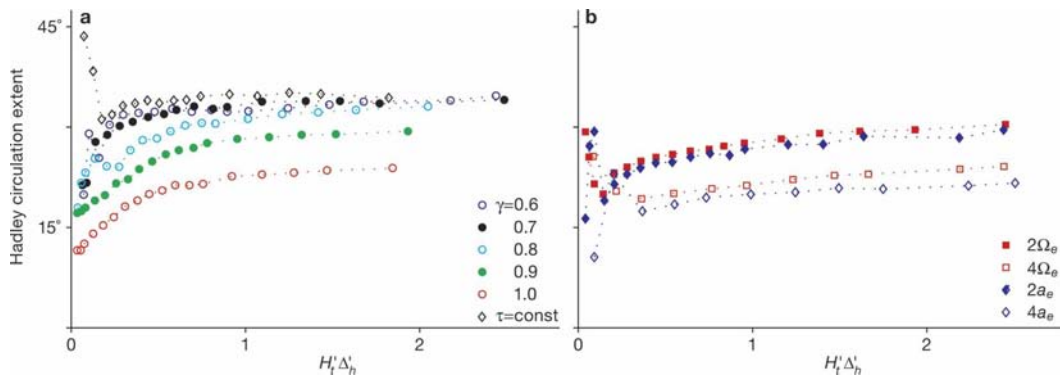 a
45°
Hadley circulation extent
15°
γ=0.6
0.7
0.8
0.9
1.0
τ=const
0
1
2
H'ₜΔ'ₕ
b
2Ωₑ
4Ωₑ
2aₑ
4aₑ
0
1
2
H'ₜΔ'ₕ